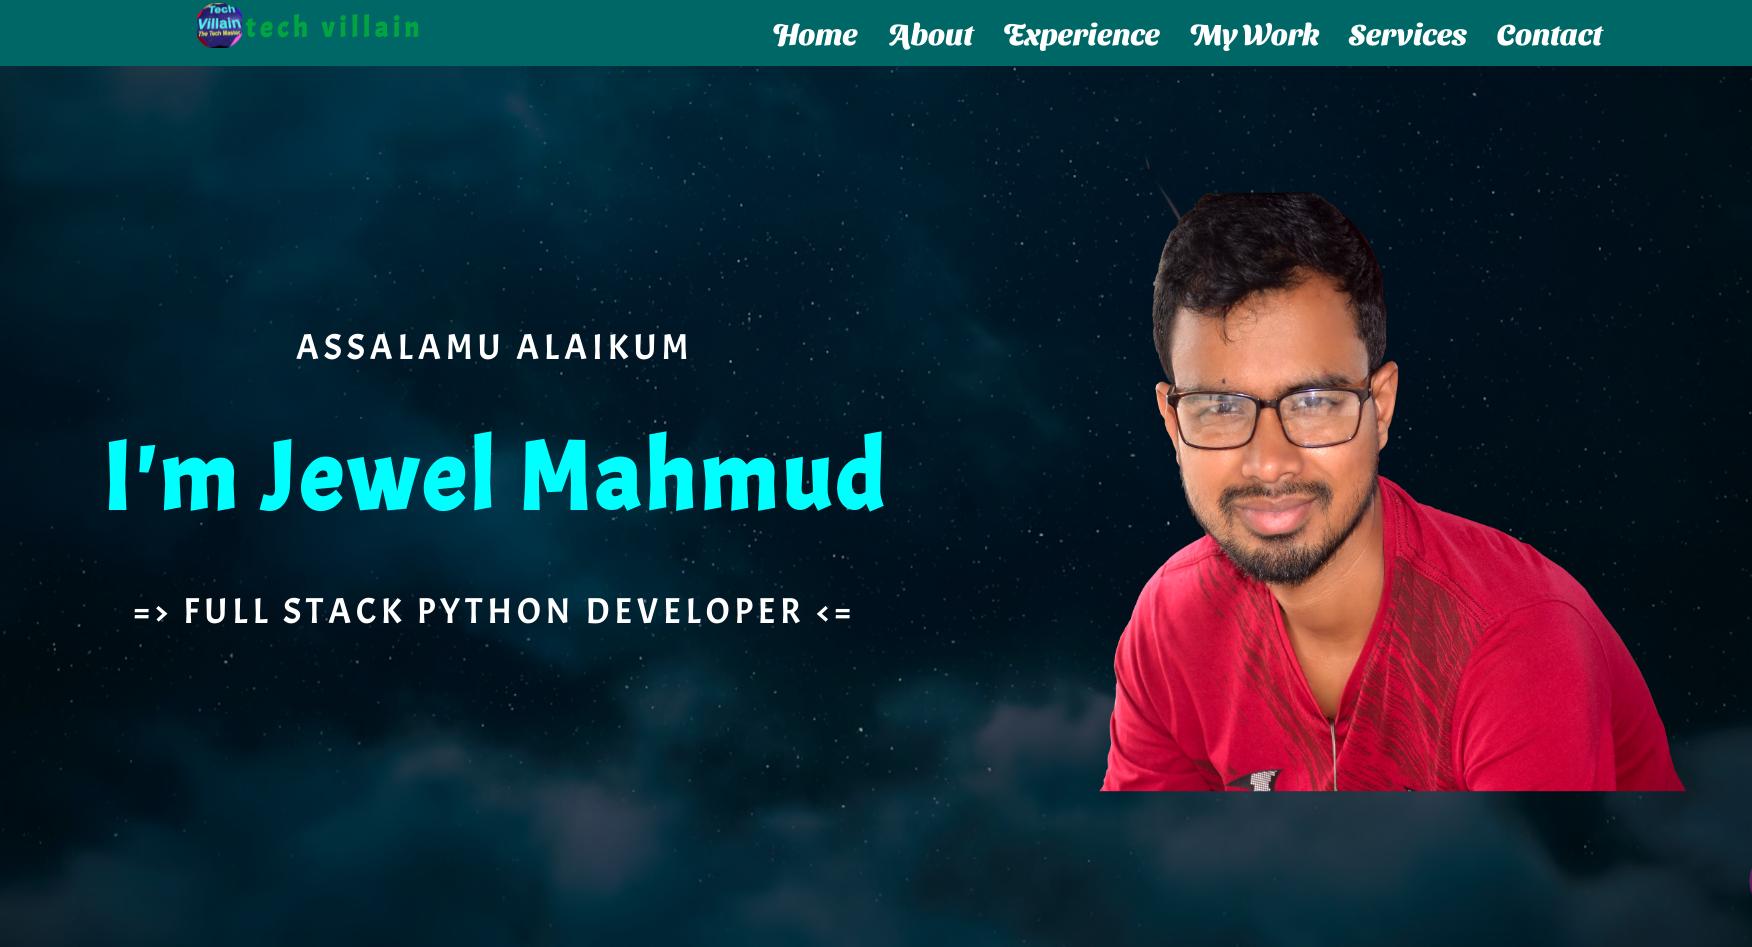 Tech
Villain
The Tech Master
tech villain
Home About Experience My Work Services Contact
ASSALAMU ALAIKUM
I'm Jewel Mahmud
=> FULL STACK PYTHON DEVELOPER <=